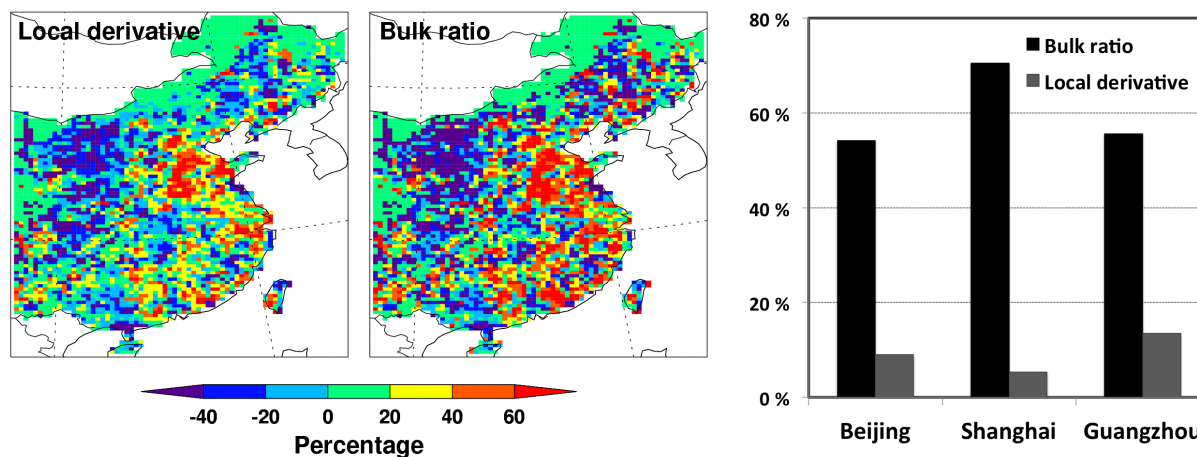 Local derivative
Bulk ratio
-40 -20 0 20 40 60
Percentage
80 %
60 %
40 %
20 %
0 %
Bulk ratio
Local derivative
Beijing Shanghai Guangzhou